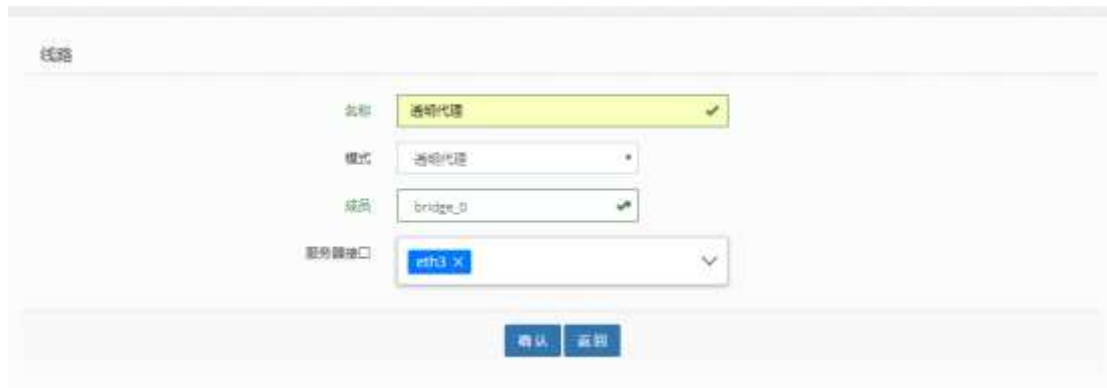 线路
名称 透明代理
模式 透明代理
成员 bridge_0
服务器接口 eth3 ×
确认 返回